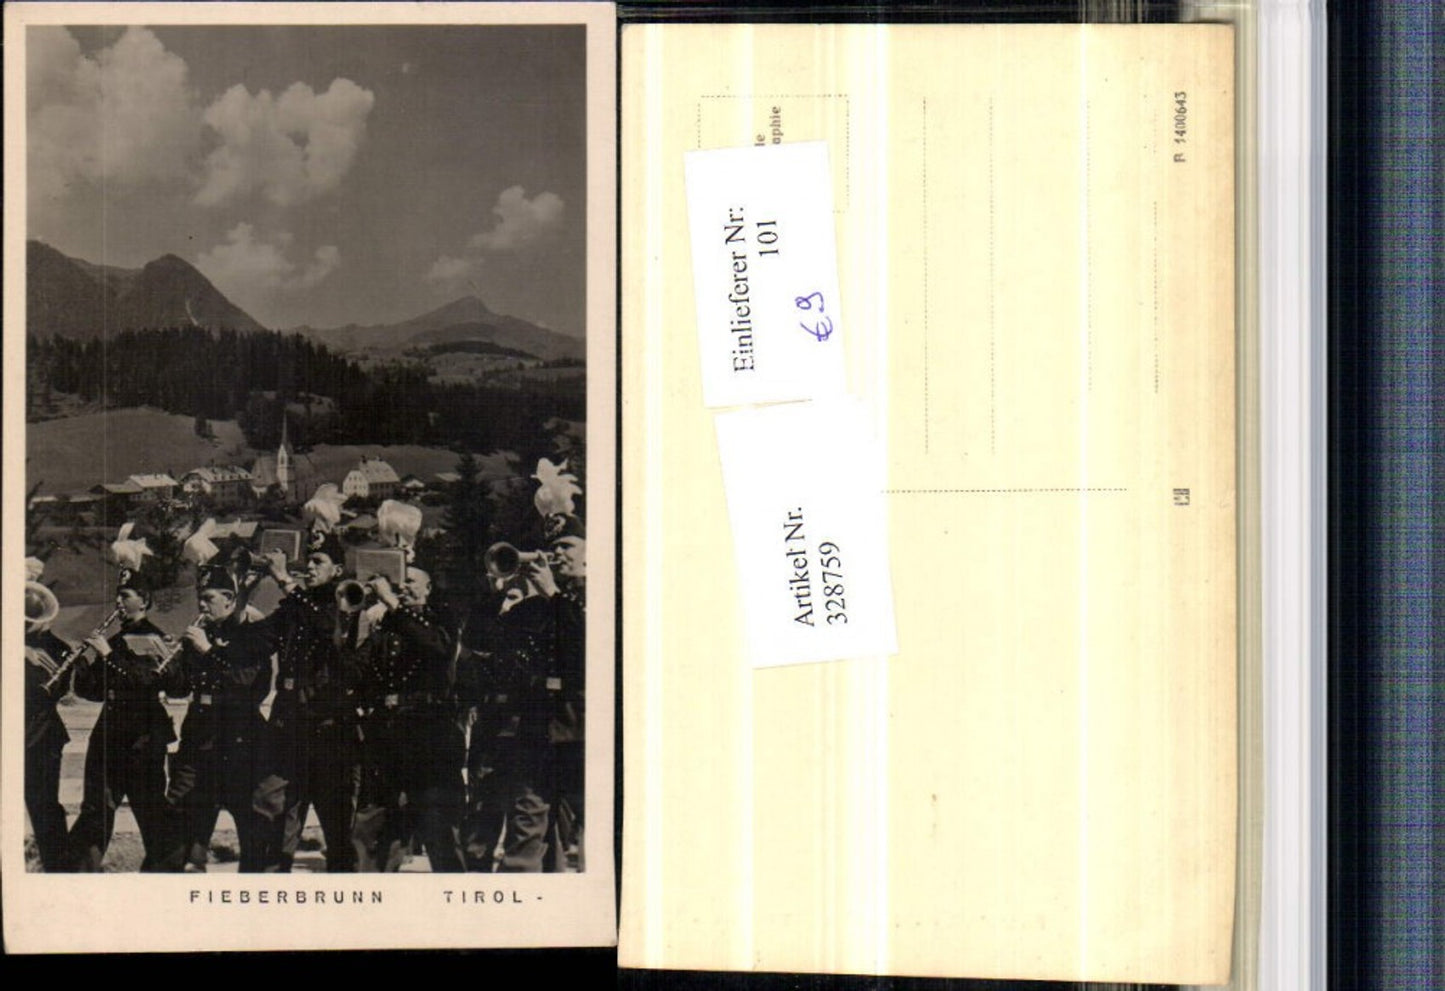 FIEBERBRUNN TIROL -
Einlieferer Nr:
101
€ 9
Artikel Nr.
328759
R 1400643